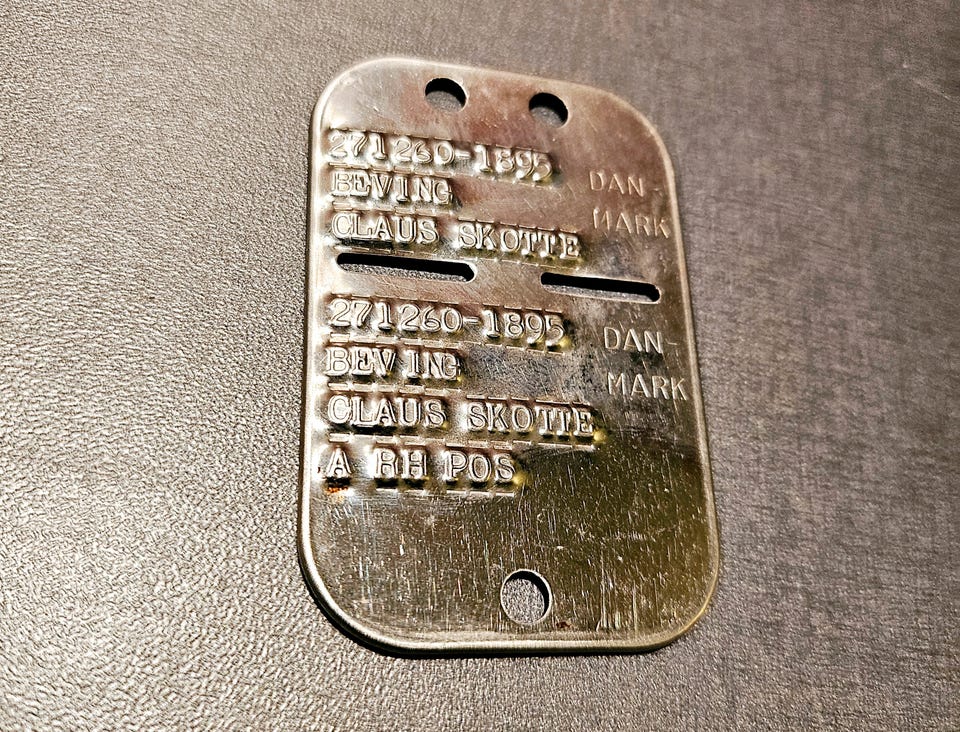 271260-1895
BEVING
CLAUS SKOTTE
DAN-
MARK
271260-1895
BEVING
CLAUS SKOTTE
A RH POS
DAN-
MARK